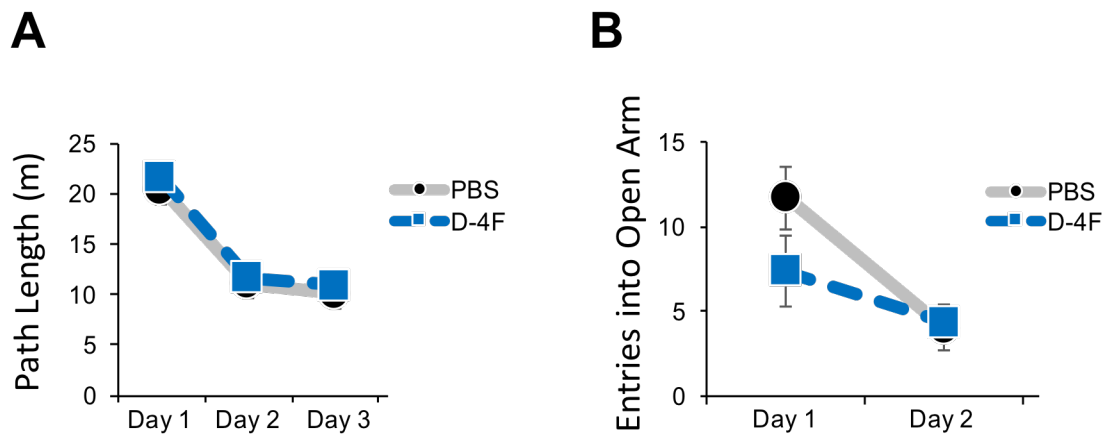 A
Path Length (m)
25
20
15
10
5
0
Day 1 Day 2 Day 3
PBS
D-4F
B
Entries into Open Arm
15
10
5
0
Day 1 Day 2
PBS
D-4F